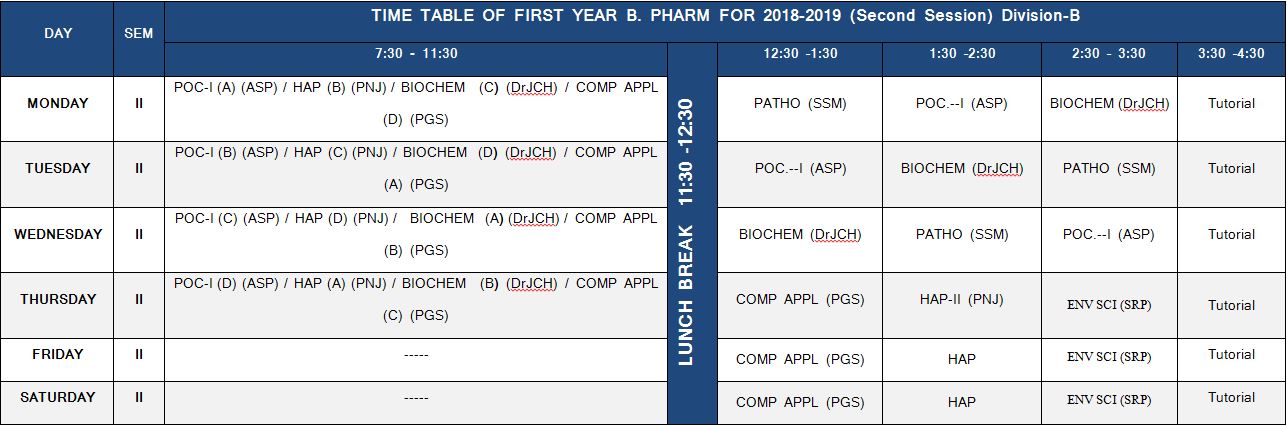 TIME TABLE OF FIRST YEAR B. PHARM FOR 2018-2019 (Second Session) Division-B
DAY SEM
7:30 - 11:30 12:30 -1:30 1:30 -2:30 2:30 - 3:30 3:30 -4:30
LUNCH BREAK 11:30 -12:30
POC-I (A) (ASP) / HAP (B) (PNJ) / BIOCHEM (C) (DrJCH) / COMP APPL
MONDAY II PATHO (SSM) POC.--I (ASP) BIOCHEM (DrJCH) Tutorial
(D) (PGS)
POC-I (B) (ASP) / HAP (C) (PNJ) / BIOCHEM (D) (DrJCH) / COMP APPL
TUESDAY II POC.--I (ASP) BIOCHEM (DrJCH) PATHO (SSM) Tutorial
(A) (PGS)
POC-I (C) (ASP) / HAP (D) (PNJ) / BIOCHEM (A) (DrJCH) / COMP APPL
WEDNESDAY II BIOCHEM (DrJCH) PATHO (SSM) POC.--I (ASP) Tutorial
(B) (PGS)
POC-I (D) (ASP) / HAP (A) (PNJ) / BIOCHEM (B) (DrJCH) / COMP APPL
THURSDAY II COMP APPL (PGS) HAP-II (PNJ) ENV SCI (SRP) Tutorial
(C) (PGS)
FRIDAY II ----- COMP APPL (PGS) HAP ENV SCI (SRP) Tutorial
SATURDAY II ----- COMP APPL (PGS) HAP ENV SCI (SRP) Tutorial